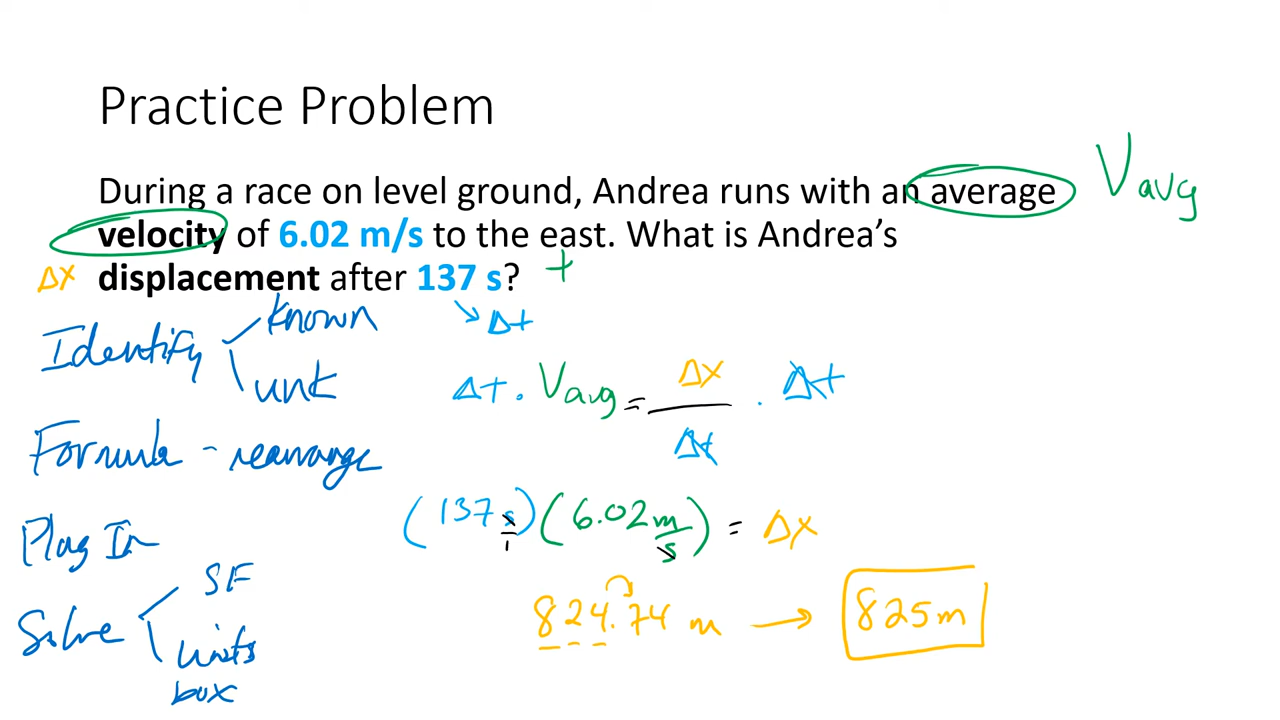 Practice Problem
During a race on level ground, Andrea runs with an average
Vavg
velocity of 6.02 m/s to the east. What is Andrea's
Δx displacement after 137 s? +
known
Δt
Identify
unk
Δt · Vavg = Δx / Δt · Δt
Formula - rearrange
(137 s/1) (6.02 m/s) = Δx
Plug In
SF
824.74 m → 825 m
Solve
units
box